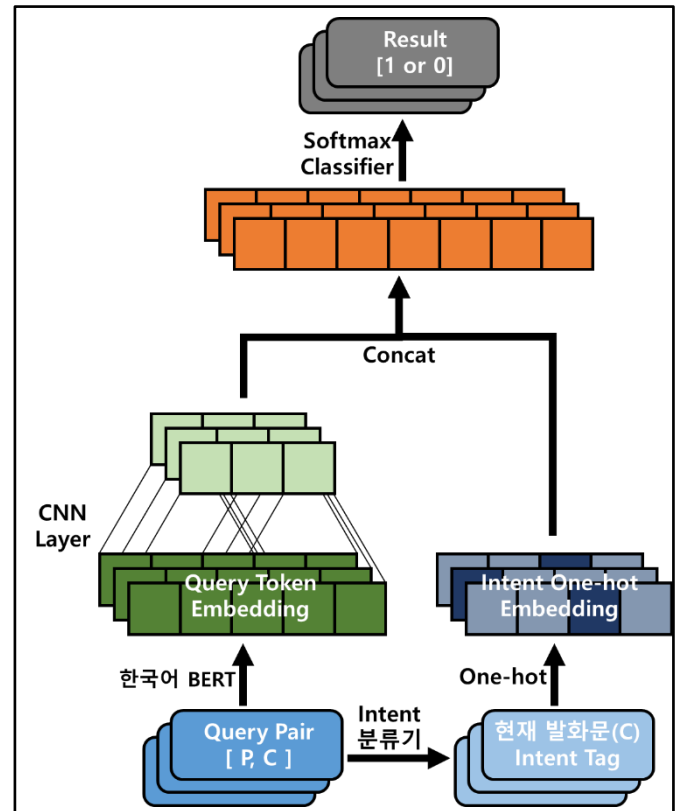 Result
[1 or 0]
Softmax
Classifier
Concat
CNN
Layer
Query Token
Embedding
Intent One-hot
Embedding
한국어 BERT
One-hot
Query Pair
[ P, C ]
Intent
분류기
현재 발화문(C)
Intent Tag